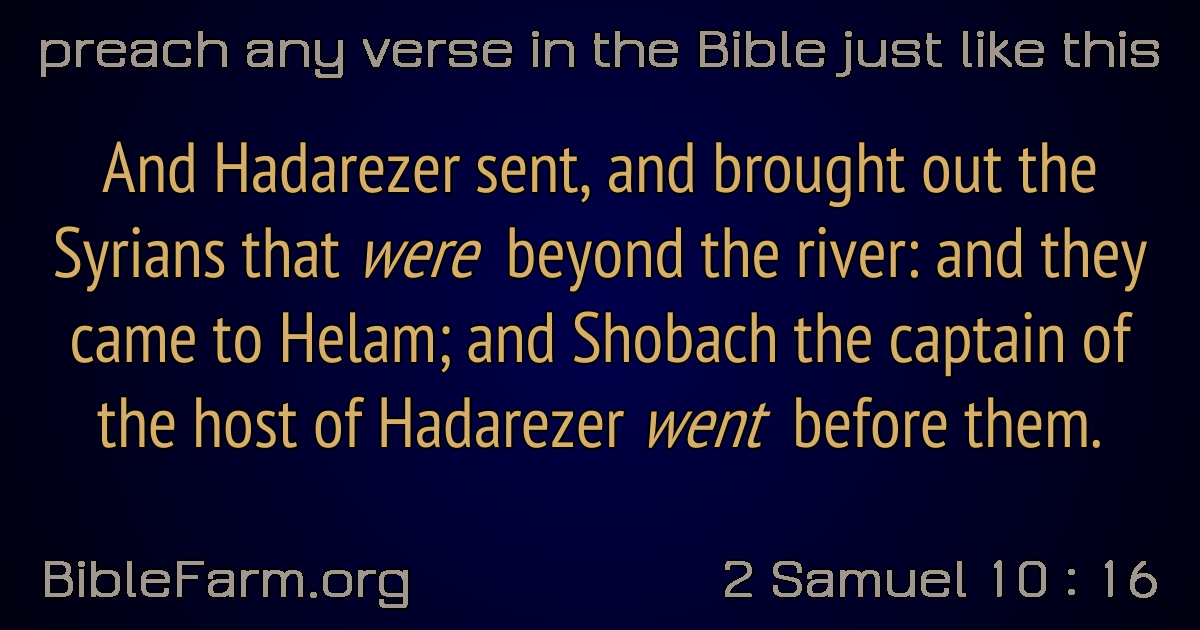 preach any verse in the Bible just like this
And Hadarezer sent, and brought out the
Syrians that were beyond the river: and they
came to Helam; and Shobach the captain of
the host of Hadarezer went before them.
BibleFarm.org
2 Samuel 10 : 16